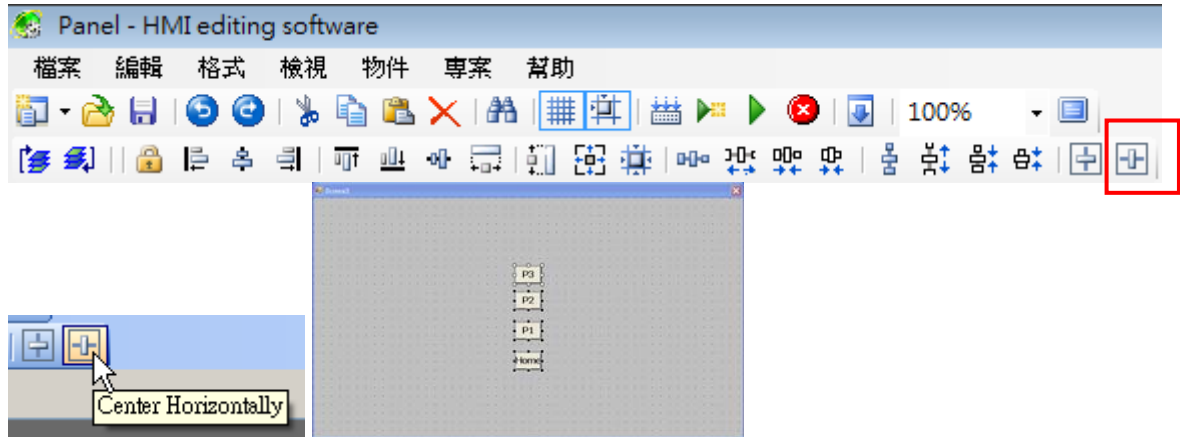 Panel - HMI editing software
檔案 編輯 格式 檢視 物件 專案 幫助
100%
P3
P2
P1
Home
Center Horizontally